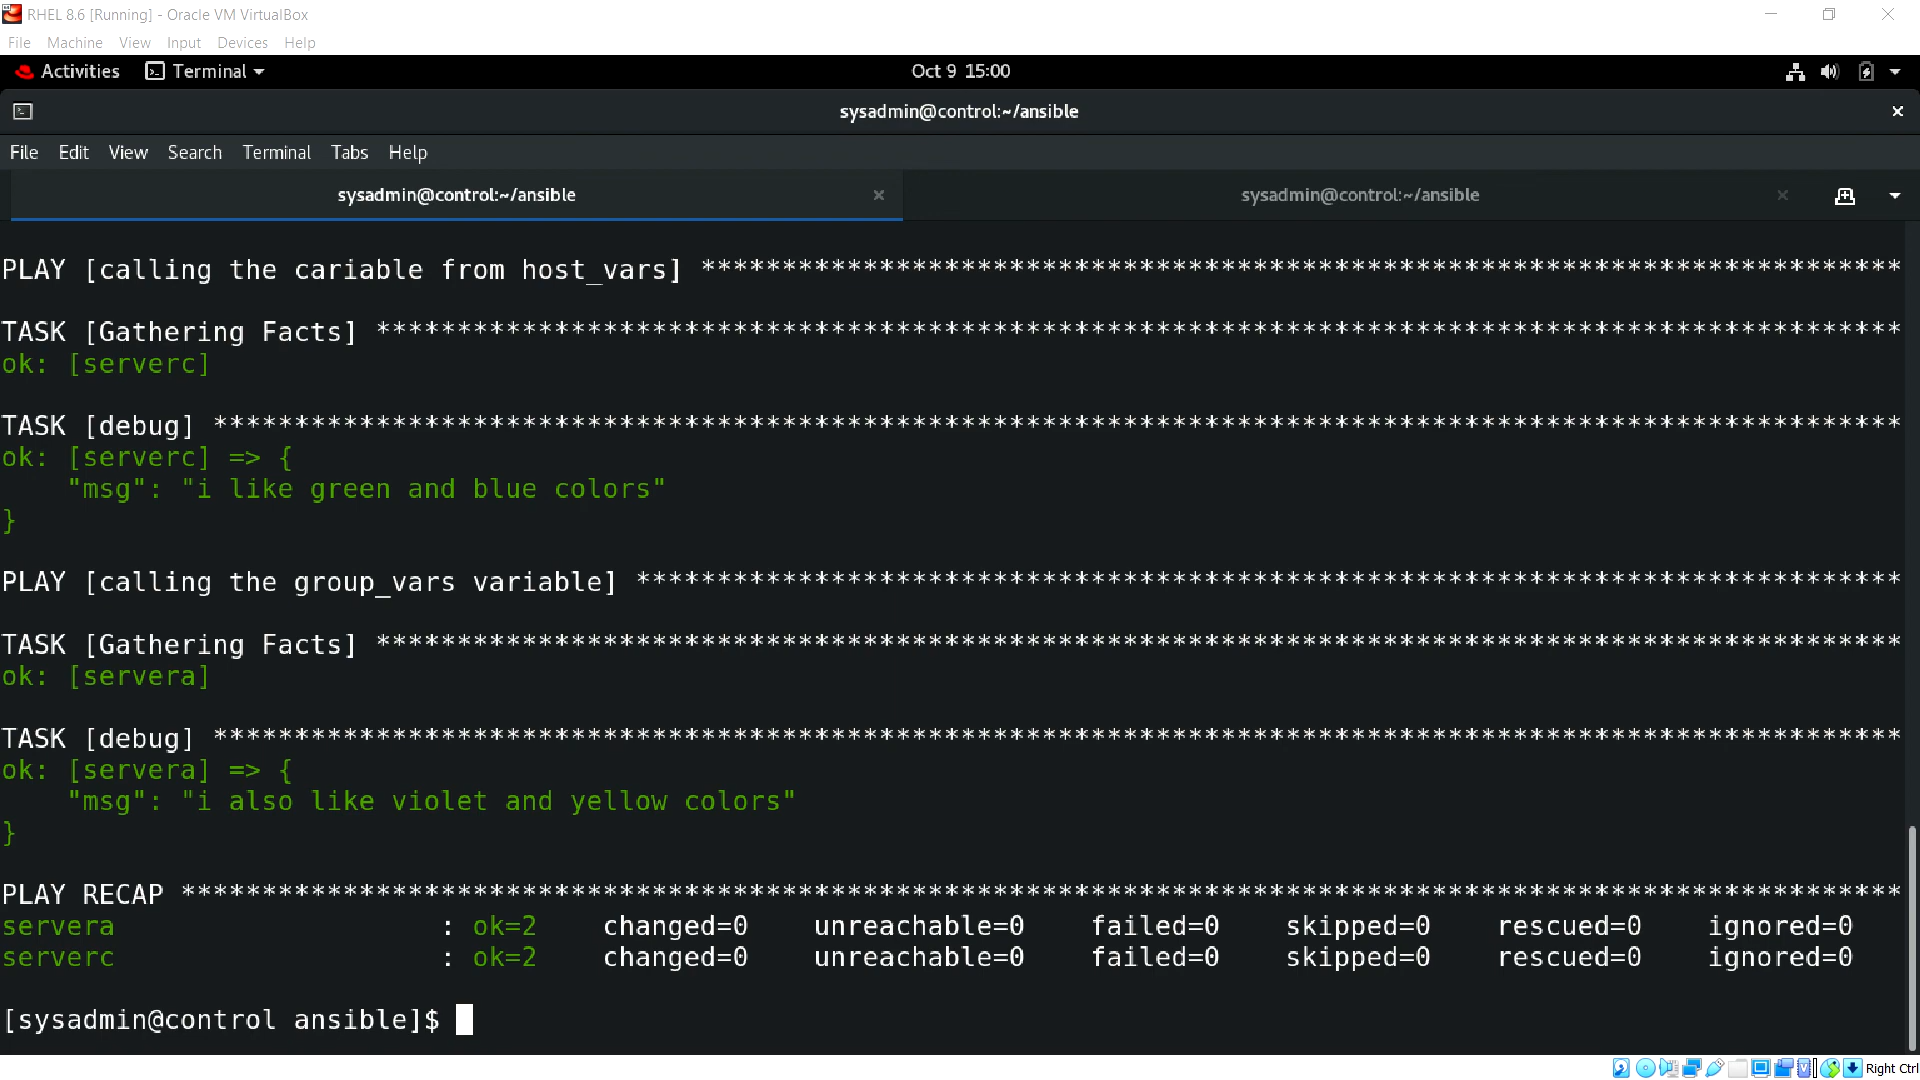 RHEL 8.6 [Running] - Oracle VM VirtualBox
File Machine View Input Devices Help
Activities Terminal Oct 9 15:00
sysadmin@control:~/ansible
File Edit View Search Terminal Tabs Help
sysadmin@control:~/ansible sysadmin@control:~/ansible
PLAY [calling the cariable from host_vars] **************************************************************************
TASK [Gathering Facts] **********************************************************************************************
ok: [serverc]
TASK [debug] ********************************************************************************************************
ok: [serverc] => {
"msg": "i like green and blue colors"
}
PLAY [calling the group_vars variable] ******************************************************************************
TASK [Gathering Facts] **********************************************************************************************
ok: [servera]
TASK [debug] ********************************************************************************************************
ok: [servera] => {
"msg": "i also like violet and yellow colors"
}
PLAY RECAP **********************************************************************************************************
servera : ok=2 changed=0 unreachable=0 failed=0 skipped=0 rescued=0 ignored=0
serverc : ok=2 changed=0 unreachable=0 failed=0 skipped=0 rescued=0 ignored=0
[sysadmin@control ansible]$
Right Ctrl